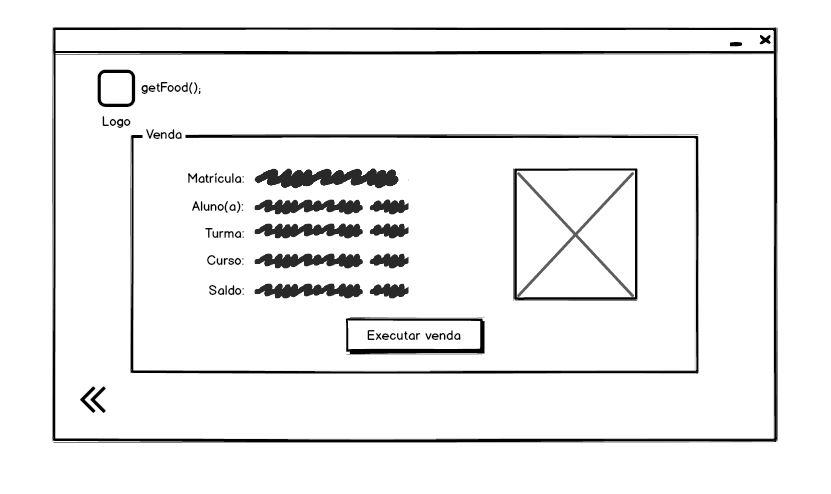 getFood();
Logo
Venda
Matrícula:
Aluno(a):
Turma:
Curso:
Saldo:
Executar venda